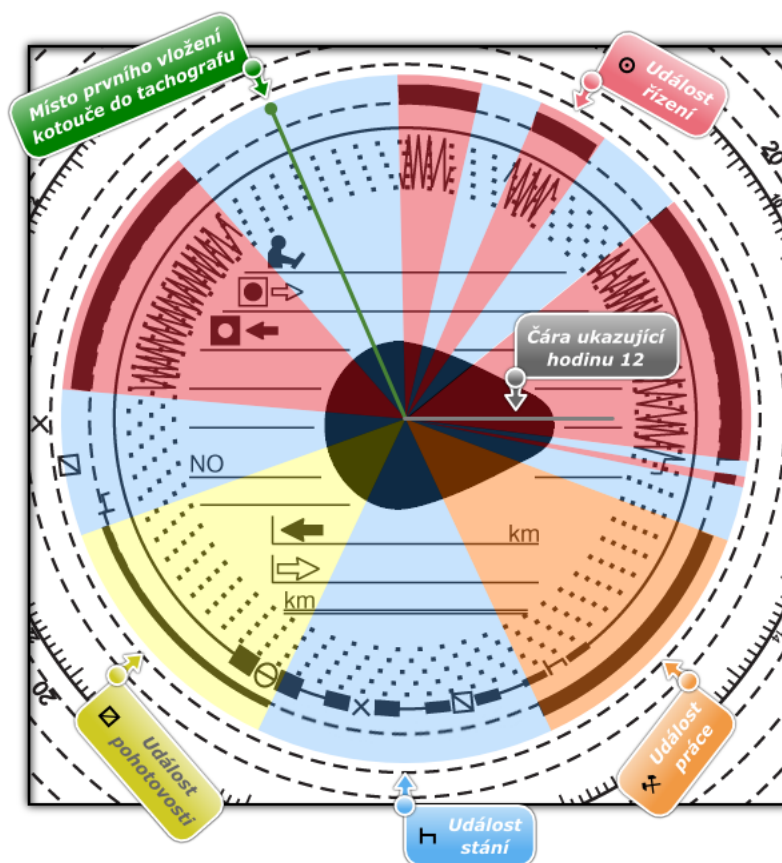 Místo prvního vložení
kotouče do tachografu
Událost
řízení
20
Čára ukazující
hodinu 12
NO
km
km
20
Událost
pohotovosti
Událost
práce
Událost
stání